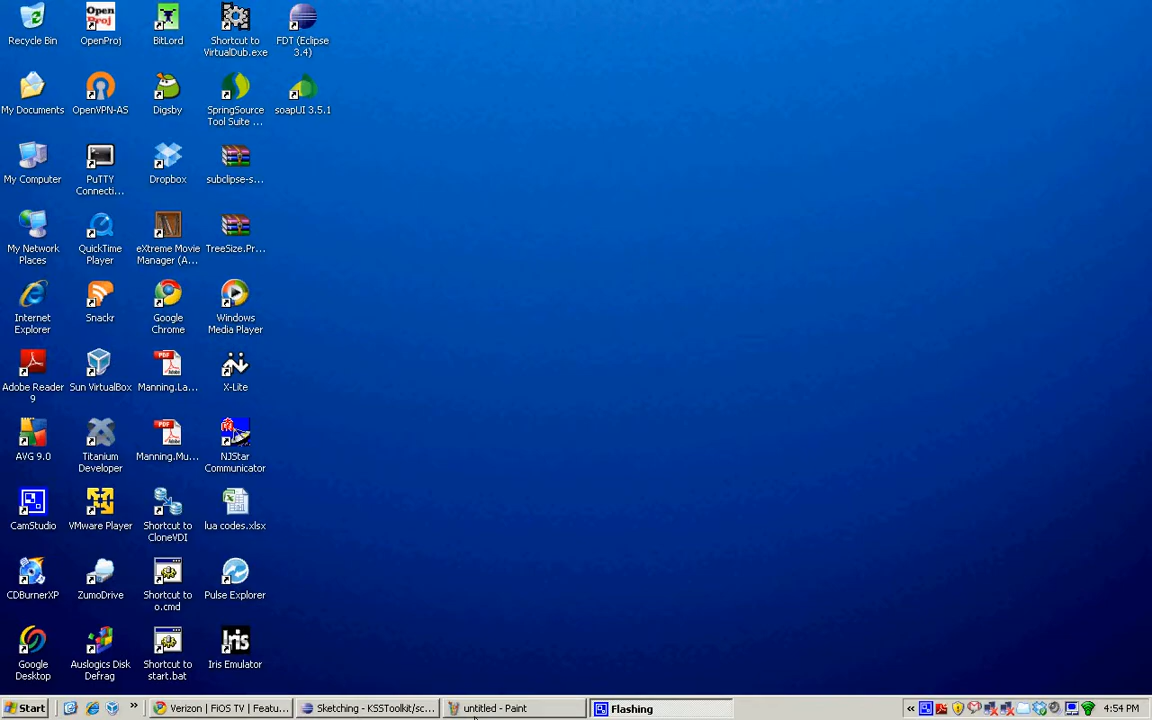 Recycle Bin
OpenProj
BitLord
Shortcut to
VirtualDub.exe
FDT (Eclipse
3.4)
My Documents
OpenVPN-AS
Digsby
SpringSource
Tool Suite ...
soapUI 3.5.1
My Computer
PuTTY
Connecti...
Dropbox
subclipse-s...
My Network
Places
QuickTime
Player
eXtreme Movie
Manager (A...
TreeSize.Pr...
Internet
Explorer
Snackr
Google
Chrome
Windows
Media Player
Adobe Reader
9
Sun VirtualBox
Manning.La...
X-Lite
AVG 9.0
Titanium
Developer
Manning.Mu...
NJStar
Communicator
CamStudio
VMware Player
Shortcut to
CloneVDI
lua codes.xlsx
CDBurnerXP
ZumoDrive
Shortcut to
o.cmd
Pulse Explorer
Google
Desktop
Auslogics Disk
Defrag
Shortcut to
start.bat
Iris
Iris Emulator
Start
Verizon | FiOS TV | Featu...
Sketching - KSSToolkit/sc...
untitled - Paint
Flashing
4:54 PM